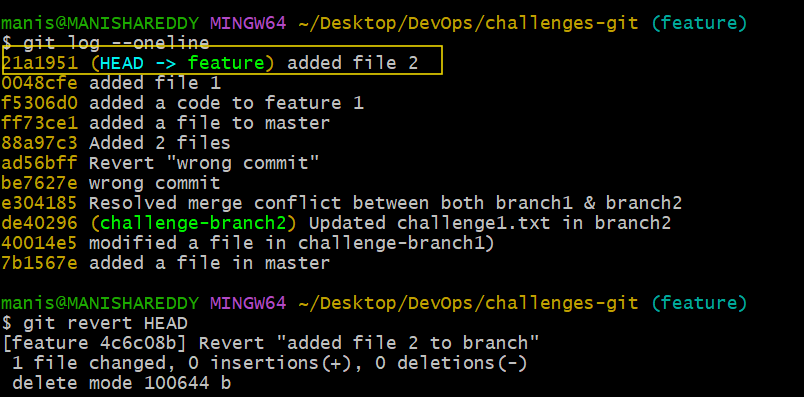 manis@MANISHAREDDY MINGW64 ~/Desktop/DevOps/challenges-git (feature)
$ git log --oneline
21a1951 (HEAD -> feature) added file 2
0048cfe added file 1
f5306d0 added a code to feature 1
ff73ce1 added a file to master
88a97c3 Added 2 files
ad56bff Revert "wrong commit"
be7627e wrong commit
e304185 Resolved merge conflict between both branch1 & branch2
de40296 (challenge-branch2) Updated challenge1.txt in branch2
40014e5 modified a file in challenge-branch1)
7b1567e added a file in master
manis@MANISHAREDDY MINGW64 ~/Desktop/DevOps/challenges-git (feature)
$ git revert HEAD
[feature 4c6c08b] Revert "added file 2 to branch"
1 file changed, 0 insertions(+), 0 deletions(-)
delete mode 100644 b